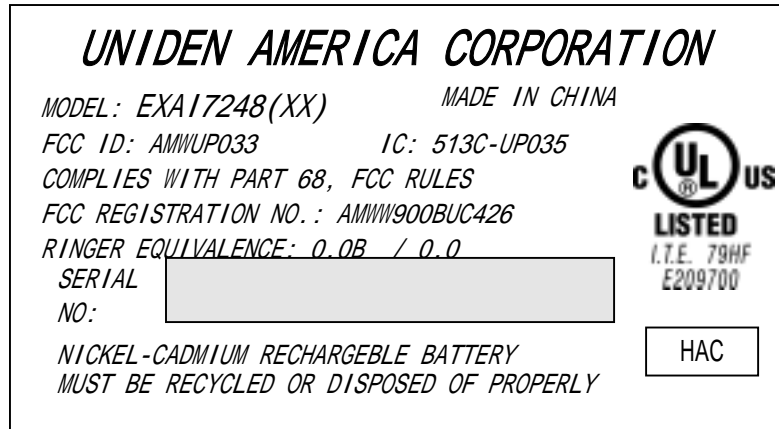 UNIDEN AMERICA CORPORATION
MODEL: EXAI7248(XX) MADE IN CHINA
FCC ID: AMWUP033 IC: 513C-UP035
COMPLIES WITH PART 68, FCC RULES
FCC REGISTRATION NO.: AMWW900BUC426
RINGER EQUIVALENCE: 0.0B / 0.0
SERIAL
NO:
C UL ® US
LISTED
I.T.E. 79HF
E209700
NICKEL-CADMIUM RECHARGEBLE BATTERY
MUST BE RECYCLED OR DISPOSED OF PROPERLY
HAC